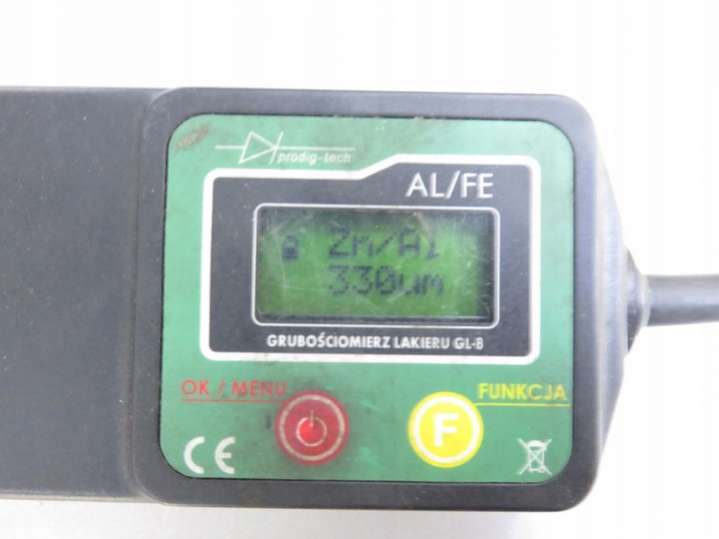 prodig-tech
AL/FE
Zn/Al
330um
GRUBOŚCIOMIERZ LAKIERU GL-8
OK / MENU
FUNKCJA
F
CE